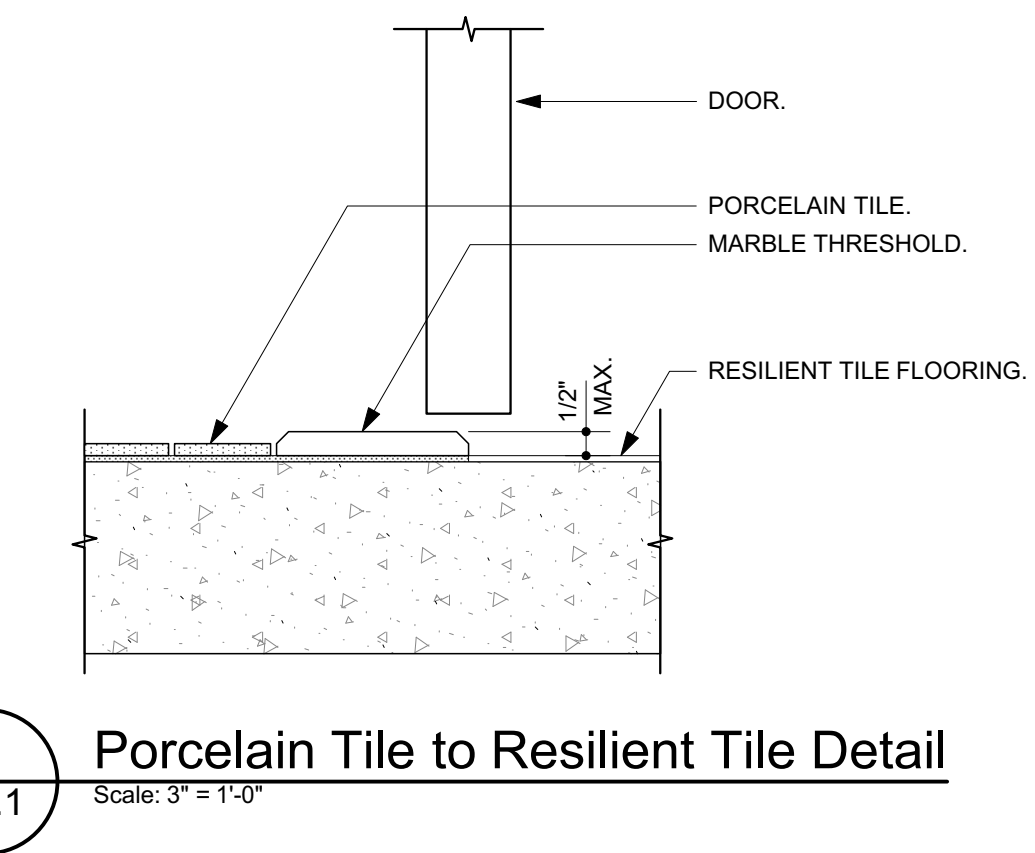 DOOR.
PORCELAIN TILE.
MARBLE THRESHOLD.
RESILIENT TILE FLOORING.
1/2"
MAX.
Porcelain Tile to Resilient Tile Detail
Scale: 3" = 1'-0"
.1